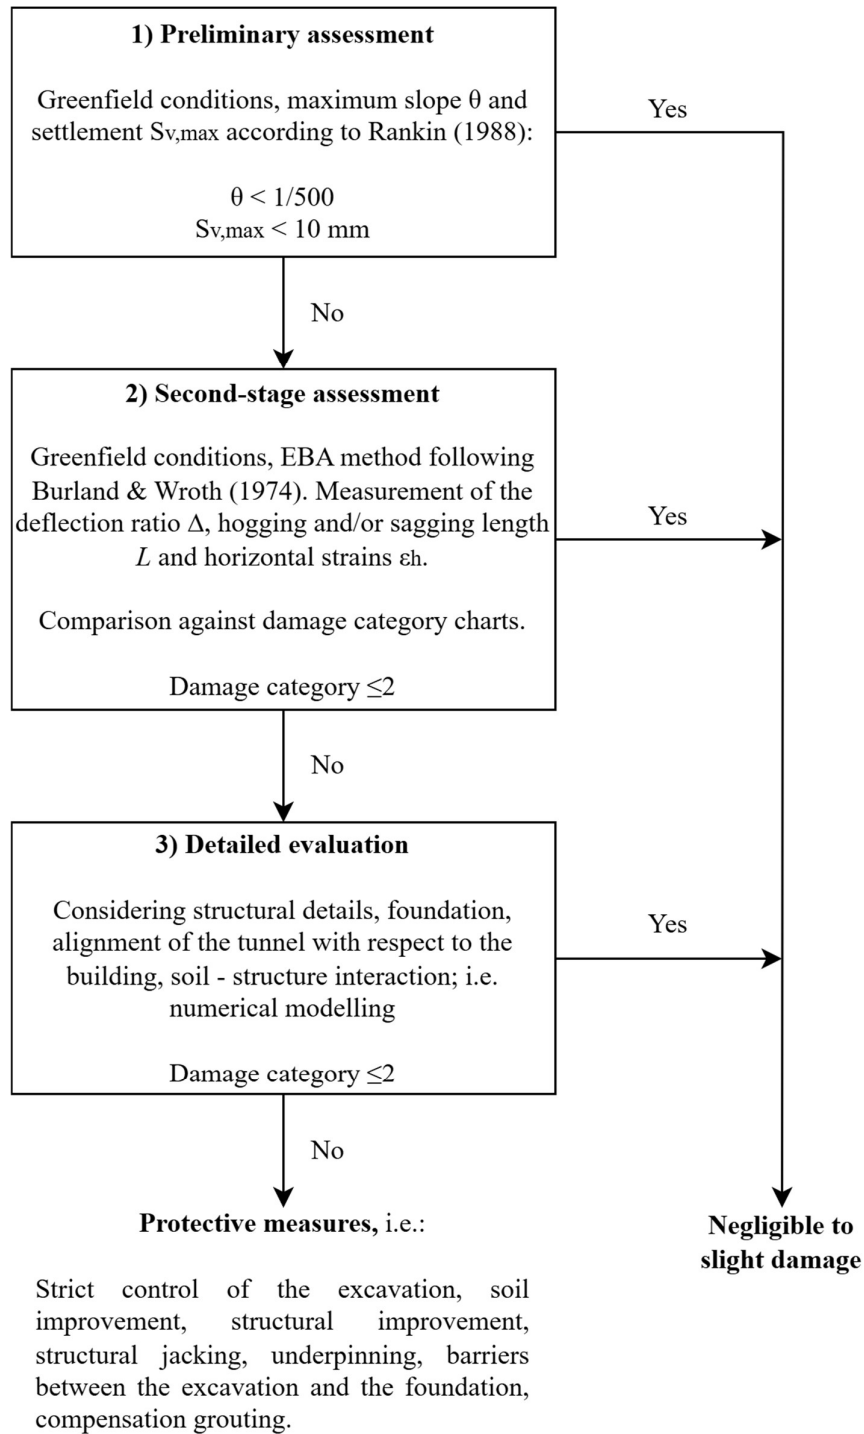 1) Preliminary assessment
Greenfield conditions, maximum slope θ and
settlement Sv,max according to Rankin (1988):
θ < 1/500
Sv,max < 10 mm
Yes
No
2) Second-stage assessment
Greenfield conditions, EBA method following
Burland & Wroth (1974). Measurement of the
deflection ratio Δ, hogging and/or sagging length
L and horizontal strains εh.
Comparison against damage category charts.
Damage category ≤2
Yes
No
3) Detailed evaluation
Considering structural details, foundation,
alignment of the tunnel with respect to the
building, soil - structure interaction; i.e.
numerical modelling
Damage category ≤2
Yes
No
Protective measures, i.e.:
Strict control of the excavation, soil
improvement, structural improvement,
structural jacking, underpinning, barriers
between the excavation and the foundation,
compensation grouting.
Negligible to
slight damage